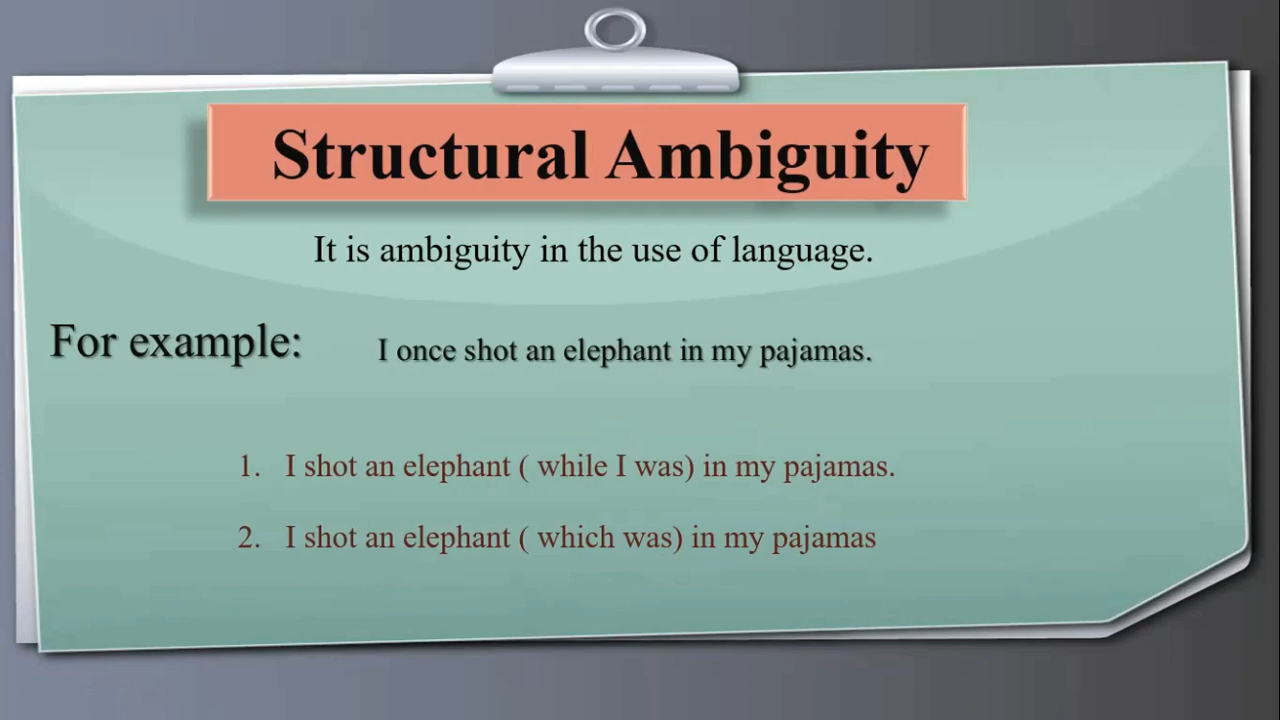 Structural Ambiguity
It is ambiguity in the use of language.
For example:
I once shot an elephant in my pajamas.
1. I shot an elephant ( while I was) in my pajamas.
2. I shot an elephant ( which was) in my pajamas